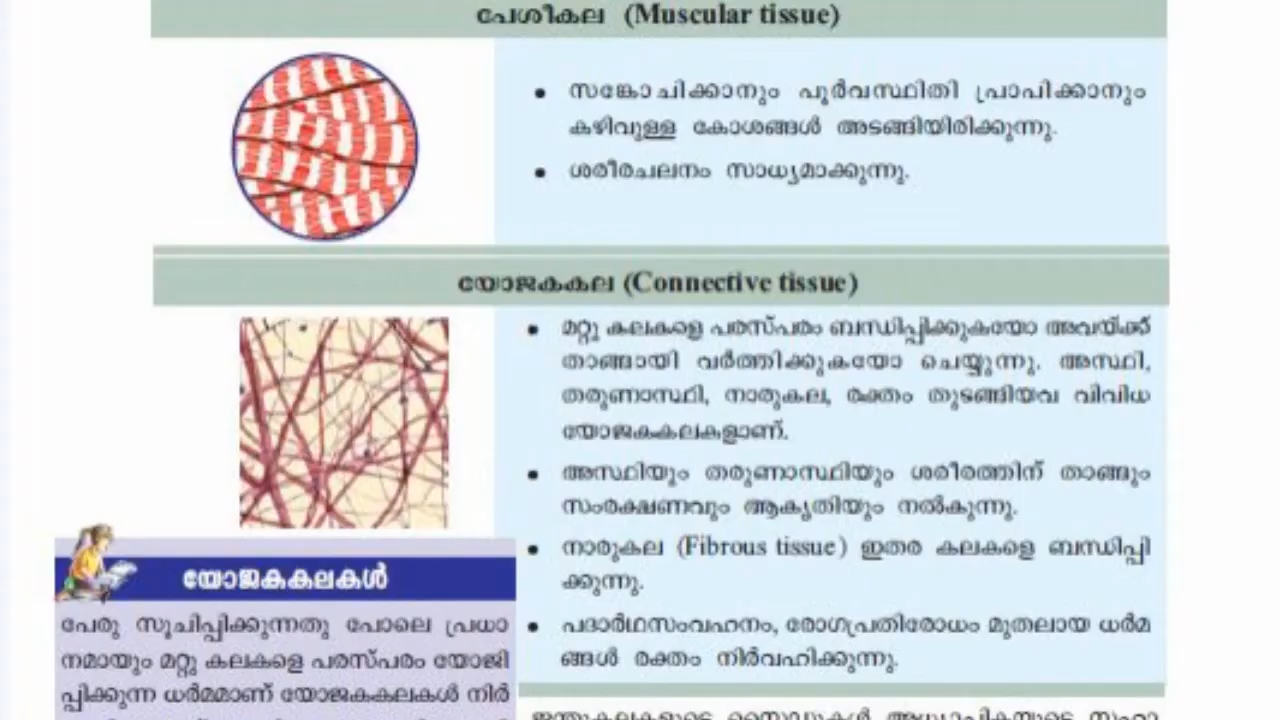 പേശീകല (Muscular tissue)
• സങ്കോചിക്കാനും പൂർവസ്ഥിതി പ്രാപിക്കാനും
കഴിവുള്ള കോശങ്ങൾ അടങ്ങിയിരിക്കുന്നു.
• ശരീരചലനം സാധ്യമാക്കുന്നു.
യോജകകല (Connective tissue)
• മറ്റു കലകളെ പരസ്പരം ബന്ധിപ്പിക്കുകയോ അവയ്ക്ക്
താങ്ങായി വർത്തിക്കുകയോ ചെയ്യുന്നു. അസ്ഥി,
തരുണാസ്ഥി, നാരുകല, രക്തം തുടങ്ങിയവ വിവിധ
യോജകകലകളാണ്.
• അസ്ഥിയും തരുണാസ്ഥിയും ശരീരത്തിന് താങ്ങും
സംരക്ഷണവും ആകൃതിയും നൽകുന്നു.
• നാരുകല (Fibrous tissue) ഇതര കലകളെ ബന്ധിപ്പി
ക്കുന്നു.
• പദാർഥസംവഹനം, രോഗപ്രതിരോധം മുതലായ ധർമ
ങ്ങൾ രക്തം നിർവഹിക്കുന്നു.
യോജകകലകൾ
പേരു സൂചിപ്പിക്കുന്നതു പോലെ പ്രധാ
നമായും മറ്റു കലകളെ പരസ്പരം യോജി
പ്പിക്കുന്ന ധർമമാണ് യോജകകലകൾ നിർ